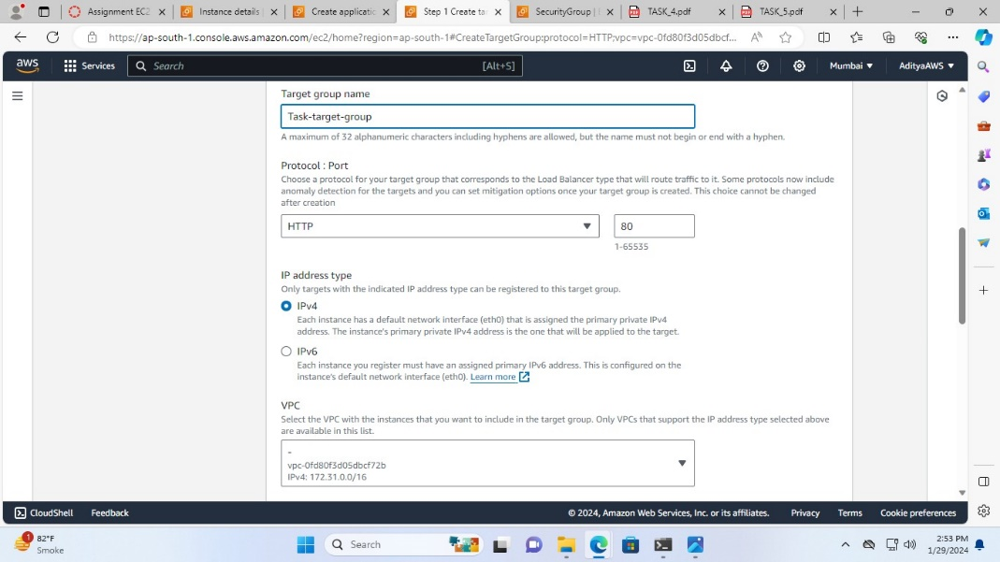 Assignment EC2
Instance details |
Create applicatio
Step 1 Create ta
SecurityGroup |
TASK_4.pdf
TASK_5.pdf
https://ap-south-1.console.aws.amazon.com/ec2/home?region=ap-south-1#CreateTargetGroup:protocol=HTTP;vpc=vpc-0fd80f3d05dbcf...
aws
Services
Search
[Alt+S]
Mumbai
AdityaAWS
Target group name
Task-target-group
A maximum of 32 alphanumeric characters including hyphens are allowed, but the name must not begin or end with a hyphen.
Protocol : Port
Choose a protocol for your target group that corresponds to the Load Balancer type that will route traffic to it. Some protocols now include
anomaly detection for the targets and you can set mitigation options once your target group is created. This choice cannot be changed
after creation
HTTP
80
1-65535
IP address type
Only targets with the indicated IP address type can be registered to this target group.
IPv4
Each instance has a default network interface (eth0) that is assigned the primary private IPv4
address. The instance's primary private IPv4 address is the one that will be applied to the target.
IPv6
Each instance you register must have an assigned primary IPv6 address. This is configured on the
instance's default network interface (eth0). Learn more
VPC
Select the VPC with the instances that you want to include in the target group. Only VPCs that support the IP address type selected above
are available in this list.
-
vpc-0fd80f3d05dbcf72b
IPv4: 172.31.0.0/16
CloudShell
Feedback
© 2024, Amazon Web Services, Inc. or its affiliates.
Privacy
Terms
Cookie preferences
1
82°F
Smoke
Search
2:53 PM
1/29/2024